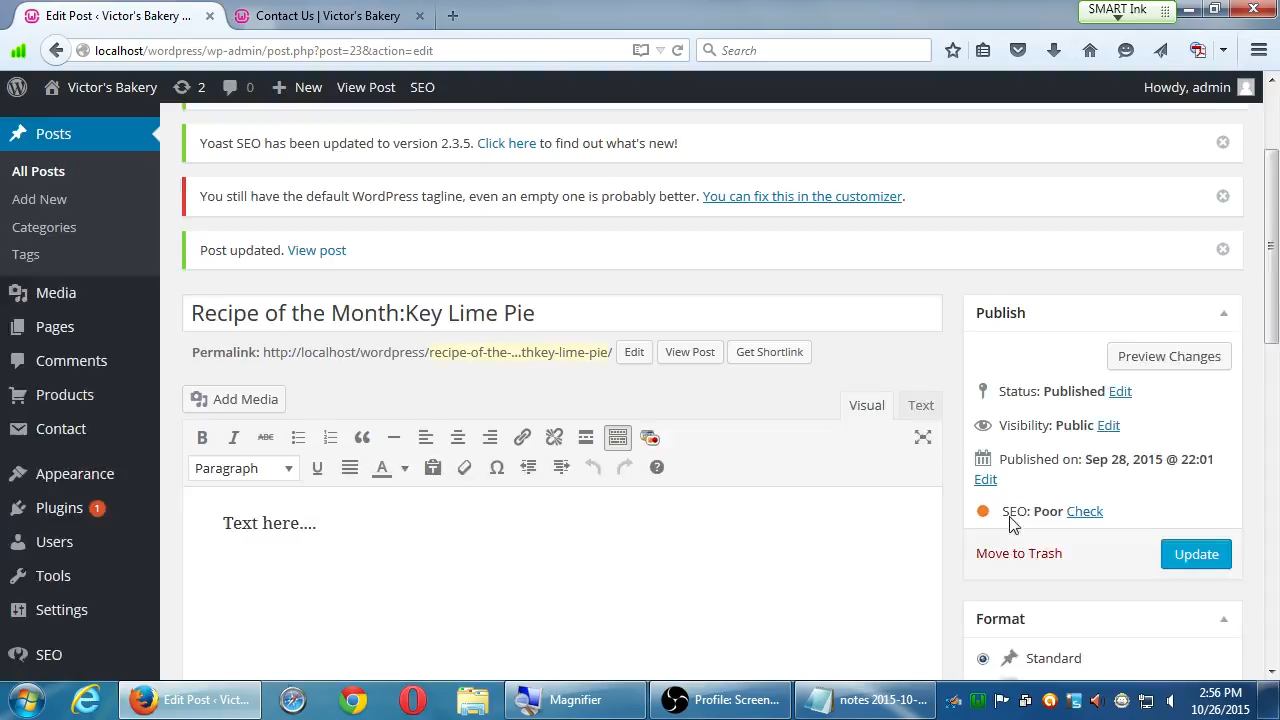 Edit Post ‹ Victor's Bakery ...
Contact Us | Victor's Bakery
SMART Ink
localhost/wordpress/wp-admin/post.php?post=23&action=edit
Search
Victor's Bakery
2
0
New
View Post
SEO
Howdy, admin
Posts
All Posts
Add New
Categories
Tags
Media
Pages
Comments
Products
Contact
Appearance
Plugins 1
Users
Tools
Settings
SEO
Yoast SEO has been updated to version 2.3.5. Click here to find out what's new!
You still have the default WordPress tagline, even an empty one is probably better. You can fix this in the customizer.
Post updated. View post
Recipe of the Month:Key Lime Pie
Permalink: http://localhost/wordpress/recipe-of-the-...thkey-lime-pie/ Edit View Post Get Shortlink
Add Media
Visual
Text
B I ABC
Paragraph U A Ω
Text here....
Publish
Preview Changes
Status: Published Edit
Visibility: Public Edit
Published on: Sep 28, 2015 @ 22:01
Edit
SEO: Poor Check
Move to Trash
Update
Format
Standard
Edit Post ‹ Vict...
Magnifier
Profile: Screen...
notes 2015-10-...
2:56 PM
10/26/2015